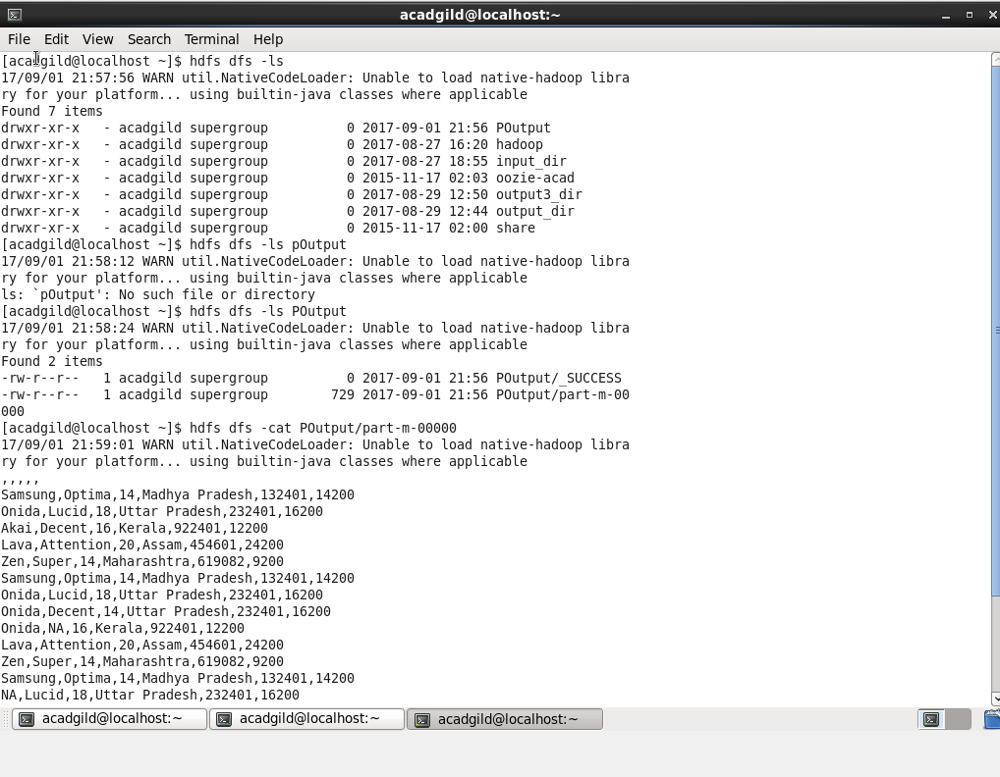 acadgild@localhost:~
File Edit View Search Terminal Help
[acadgild@localhost ~]$ hdfs dfs -ls
17/09/01 21:57:56 WARN util.NativeCodeLoader: Unable to load native-hadoop libra
ry for your platform... using builtin-java classes where applicable
Found 7 items
drwxr-xr-x   - acadgild supergroup          0 2017-09-01 21:56 POutput
drwxr-xr-x   - acadgild supergroup          0 2017-08-27 16:20 hadoop
drwxr-xr-x   - acadgild supergroup          0 2017-08-27 18:55 input_dir
drwxr-xr-x   - acadgild supergroup          0 2015-11-17 02:03 oozie-acad
drwxr-xr-x   - acadgild supergroup          0 2017-08-29 12:50 output3_dir
drwxr-xr-x   - acadgild supergroup          0 2017-08-29 12:44 output_dir
drwxr-xr-x   - acadgild supergroup          0 2015-11-17 02:00 share
[acadgild@localhost ~]$ hdfs dfs -ls pOutput
17/09/01 21:58:12 WARN util.NativeCodeLoader: Unable to load native-hadoop libra
ry for your platform... using builtin-java classes where applicable
ls: `pOutput': No such file or directory
[acadgild@localhost ~]$ hdfs dfs -ls POutput
17/09/01 21:58:24 WARN util.NativeCodeLoader: Unable to load native-hadoop libra
ry for your platform... using builtin-java classes where applicable
Found 2 items
-rw-r--r--   1 acadgild supergroup          0 2017-09-01 21:56 POutput/_SUCCESS
-rw-r--r--   1 acadgild supergroup        729 2017-09-01 21:56 POutput/part-m-00
000
[acadgild@localhost ~]$ hdfs dfs -cat POutput/part-m-00000
17/09/01 21:59:01 WARN util.NativeCodeLoader: Unable to load native-hadoop libra
ry for your platform... using builtin-java classes where applicable
,,,,,
Samsung,Optima,14,Madhya Pradesh,132401,14200
Onida,Lucid,18,Uttar Pradesh,232401,16200
Akai,Decent,16,Kerala,922401,12200
Lava,Attention,20,Assam,454601,24200
Zen,Super,14,Maharashtra,619082,9200
Samsung,Optima,14,Madhya Pradesh,132401,14200
Onida,Lucid,18,Uttar Pradesh,232401,16200
Onida,Decent,14,Uttar Pradesh,232401,16200
Onida,NA,16,Kerala,922401,12200
Lava,Attention,20,Assam,454601,24200
Zen,Super,14,Maharashtra,619082,9200
Samsung,Optima,14,Madhya Pradesh,132401,14200
NA,Lucid,18,Uttar Pradesh,232401,16200
acadgild@localhost:~ acadgild@localhost:~ acadgild@localhost:~